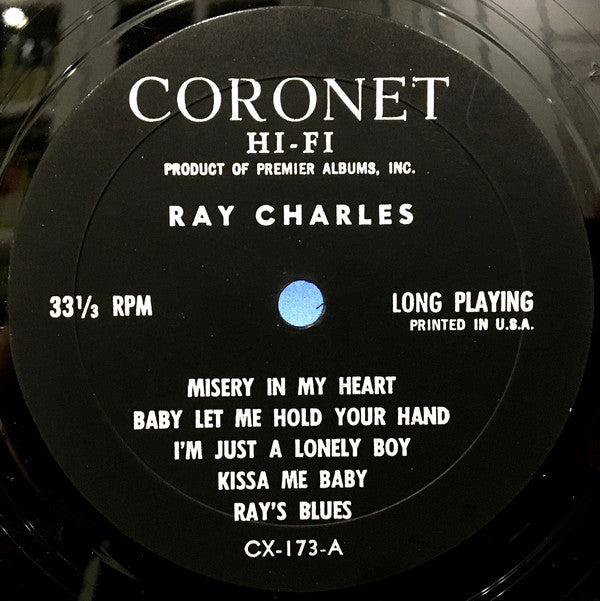 CORONET
HI-FI
PRODUCT OF PREMIER ALBUMS, INC.
RAY CHARLES
33⅓ RPM
LONG PLAYING
PRINTED IN U.S.A.
MISERY IN MY HEART
BABY LET ME HOLD YOUR HAND
I'M JUST A LONELY BOY
KISSA ME BABY
RAY'S BLUES
CX-173-A